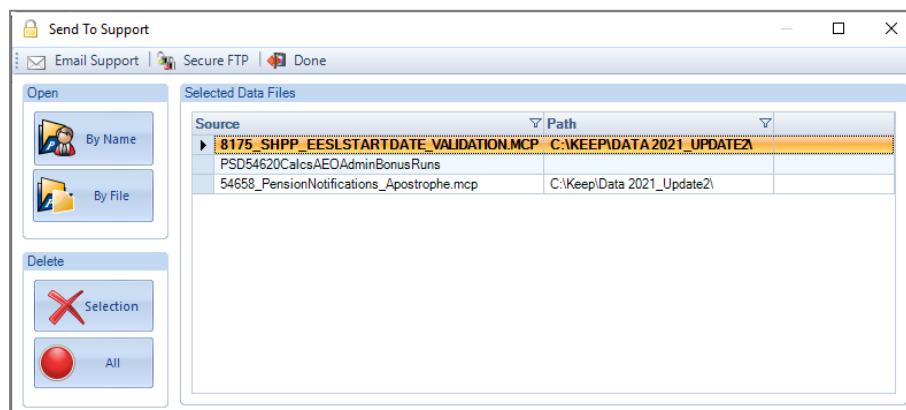 Send To Support
Email Support Secure FTP Done
Open
By Name
By File
Delete
Selection
All
Selected Data Files
Source Path
8175_SHPP_EESLSTARTDATE_VALIDATION.MCP C:\KEEP\DATA 2021_UPDATE2\
PSD54620CalcsAEOAdminBonusRuns
54658_PensionNotifications_Apostrophe.mcp C:\Keep\Data 2021_Update2\